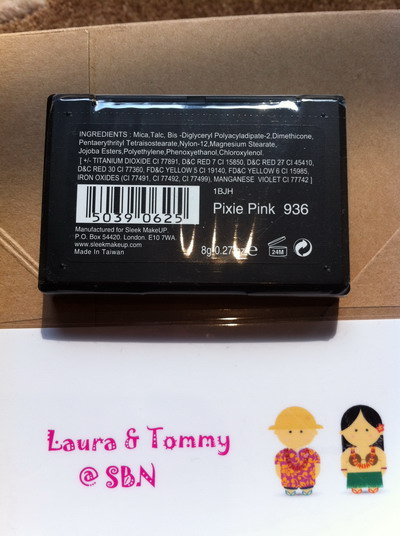 INGREDIENTS : Mica,Talc, Bis -Diglyceryl Polyacyladipate-2,Dimethicone,
Pentaerythrityl Tetraisostearate,Nylon-12,Magnesium Stearate,
Jojoba Esters,Polyethylene,Phenoxyethanol,Chloroxylenol.
[ +/- TITANIUM DIOXIDE CI 77891, D&C RED 7 CI 15850, D&C RED 27 CI 45410,
D&C RED 30 CI 77360, FD&C YELLOW 5 CI 19140, FD&C YELLOW 6 CI 15985,
IRON OXIDES (CI 77491, CI 77492, CI 77499), MANGANESE VIOLET CI 77742 ]
1BJH
5039 0625
Pixie Pink 936
Manufactured for Sleek MakeUP
P.O. Box 54420. London. E10 7WA.
www.sleekmakeup.com
Made In Taiwan
8g 0.27 oz e
24M
Laura & Tommy
@ SBN